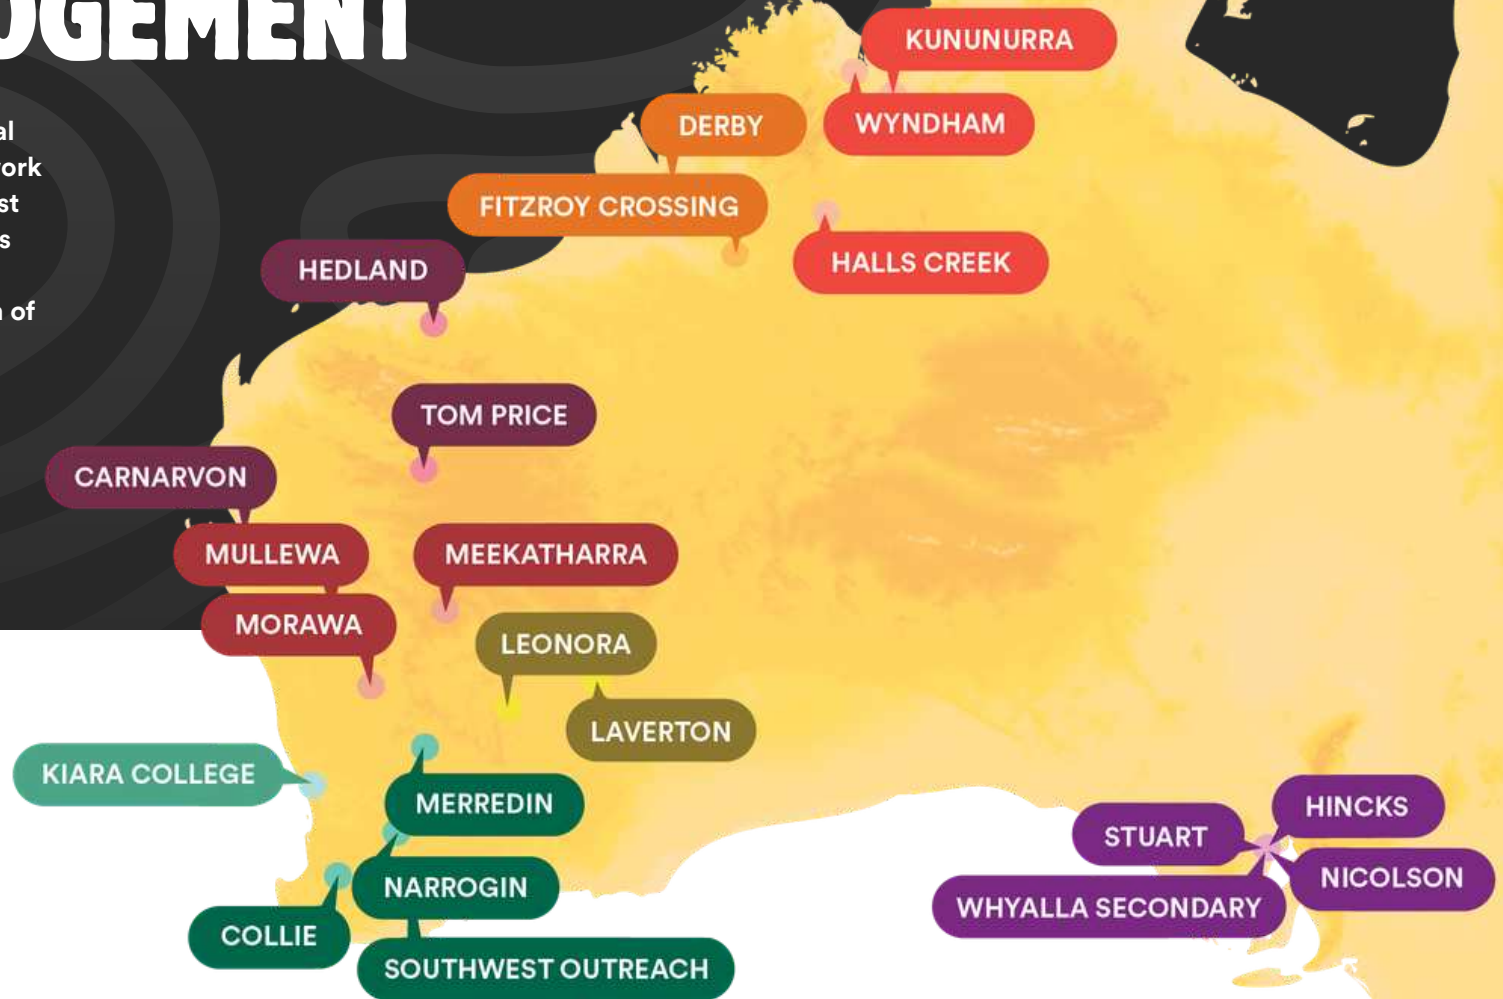 DGEMENT
al
ork
st
s
of
KUNUNURRA
WYNDHAM
DERBY
FITZROY CROSSING
HALLS CREEK
HEDLAND
TOM PRICE
CARNARVON
MULLEWA
MEEKATHARRA
MORAWA
LEONORA
LAVERTON
KIARA COLLEGE
MERREDIN
NARROGIN
COLLIE
SOUTHWEST OUTREACH
HINCKS
STUART
NICOLSON
WHYALLA SECONDARY